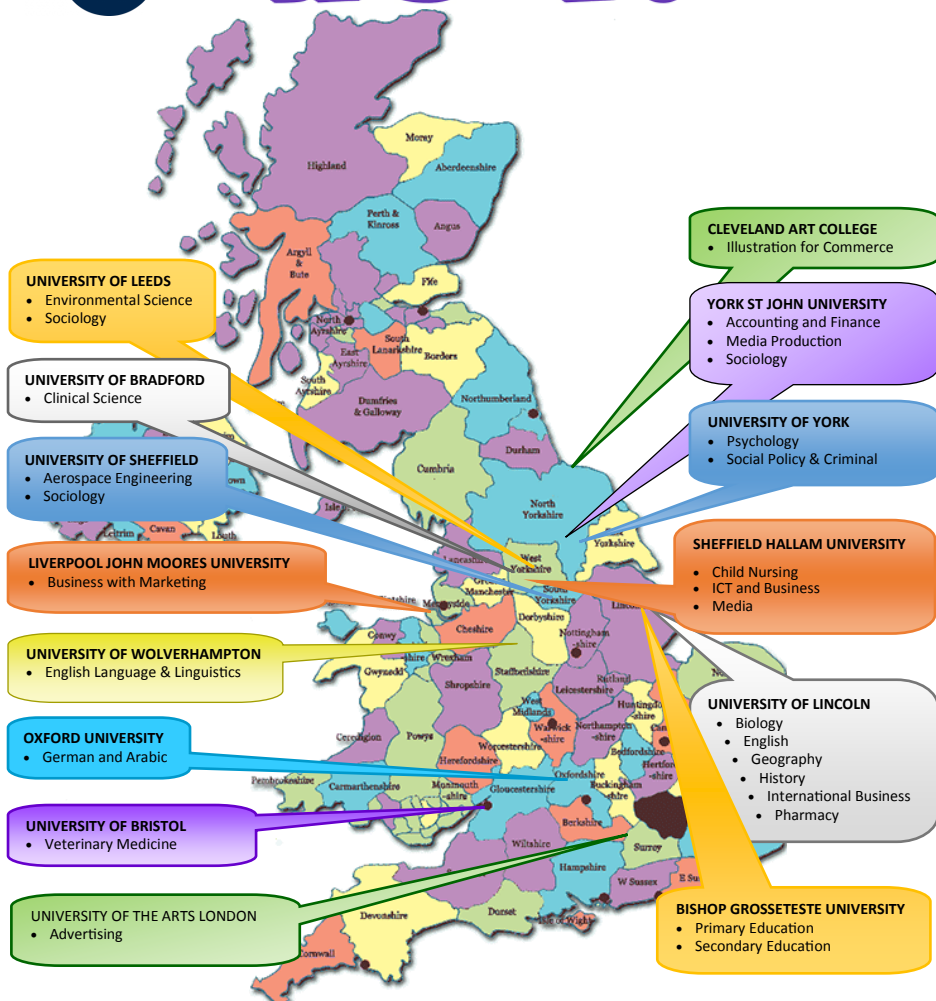 Highland
Moray
Aberdeenshire
Perth &
Kinross
Angus
Argyll
&
Bute
Fife
North
Ayrshire
East
Ayrshire
South
Lanarkshire
Borders
South
Ayrshire
Dumfries
& Galloway
Northumberland
Durham
Cumbria
North
Yorkshire
Yorkshire
West
Yorkshire
South
Yorkshire
Lancashire
Manchester
Merseyside
Cheshire
Derbyshire
Nottingham
-shire
Conwy
-shire
Wrexham
Gwynedd
Staffordshire
Shropshire
Leicestershire
Rutland
West
Midlands
Warwick
-shire
Northampton
-shire
-shire
Ceredigion
Powys
Worcestershire
Herefordshire
Bedfordshire
-shire
Pembrokeshire
Carmarthenshire
Monmouth
-shire
Gloucestershire
Oxfordshire
Buckingham
-shire
Berkshire
Wiltshire
Surrey
Hampshire
W Sussex
Devonshire
Dorset
Isle of Wight
Cornwall
Leitrim
Cavan
Louth
Isle
CLEVELAND ART COLLEGE
• Illustration for Commerce
UNIVERSITY OF LEEDS
• Environmental Science
• Sociology
YORK ST JOHN UNIVERSITY
• Accounting and Finance
• Media Production
• Sociology
UNIVERSITY OF BRADFORD
• Clinical Science
UNIVERSITY OF YORK
• Psychology
• Social Policy & Criminal
UNIVERSITY OF SHEFFIELD
• Aerospace Engineering
• Sociology
SHEFFIELD HALLAM UNIVERSITY
• Child Nursing
• ICT and Business
• Media
LIVERPOOL JOHN MOORES UNIVERSITY
• Business with Marketing
UNIVERSITY OF WOLVERHAMPTON
• English Language & Linguistics
UNIVERSITY OF LINCOLN
• Biology
• English
• Geography
• History
• International Business
• Pharmacy
OXFORD UNIVERSITY
• German and Arabic
UNIVERSITY OF BRISTOL
• Veterinary Medicine
UNIVERSITY OF THE ARTS LONDON
• Advertising
BISHOP GROSSETESTE UNIVERSITY
• Primary Education
• Secondary Education